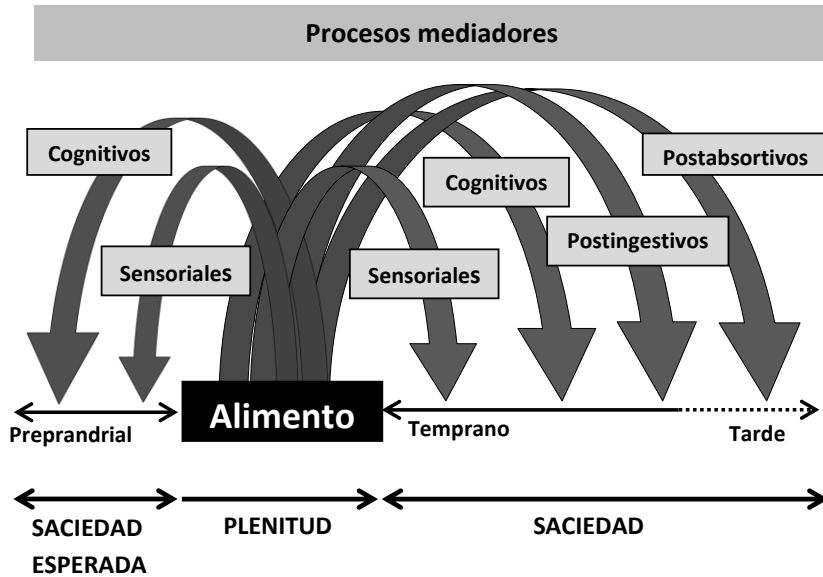 Procesos mediadores
Cognitivos
Sensoriales
Cognitivos
Sensoriales
Postabsortivos
Postingestivos
Alimento
Preprandrial
Temprano
Tarde
SACIEDAD
ESPERADA
PLENITUD
SACIEDAD